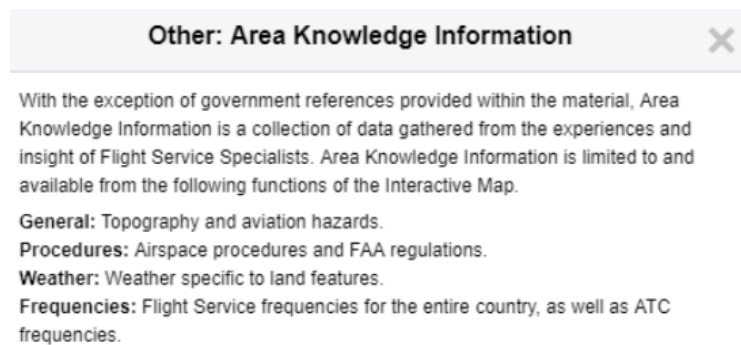 Other: Area Knowledge Information
With the exception of government references provided within the material, Area
Knowledge Information is a collection of data gathered from the experiences and
insight of Flight Service Specialists. Area Knowledge Information is limited to and
available from the following functions of the Interactive Map.
General: Topography and aviation hazards.
Procedures: Airspace procedures and FAA regulations.
Weather: Weather specific to land features.
Frequencies: Flight Service frequencies for the entire country, as well as ATC
frequencies.